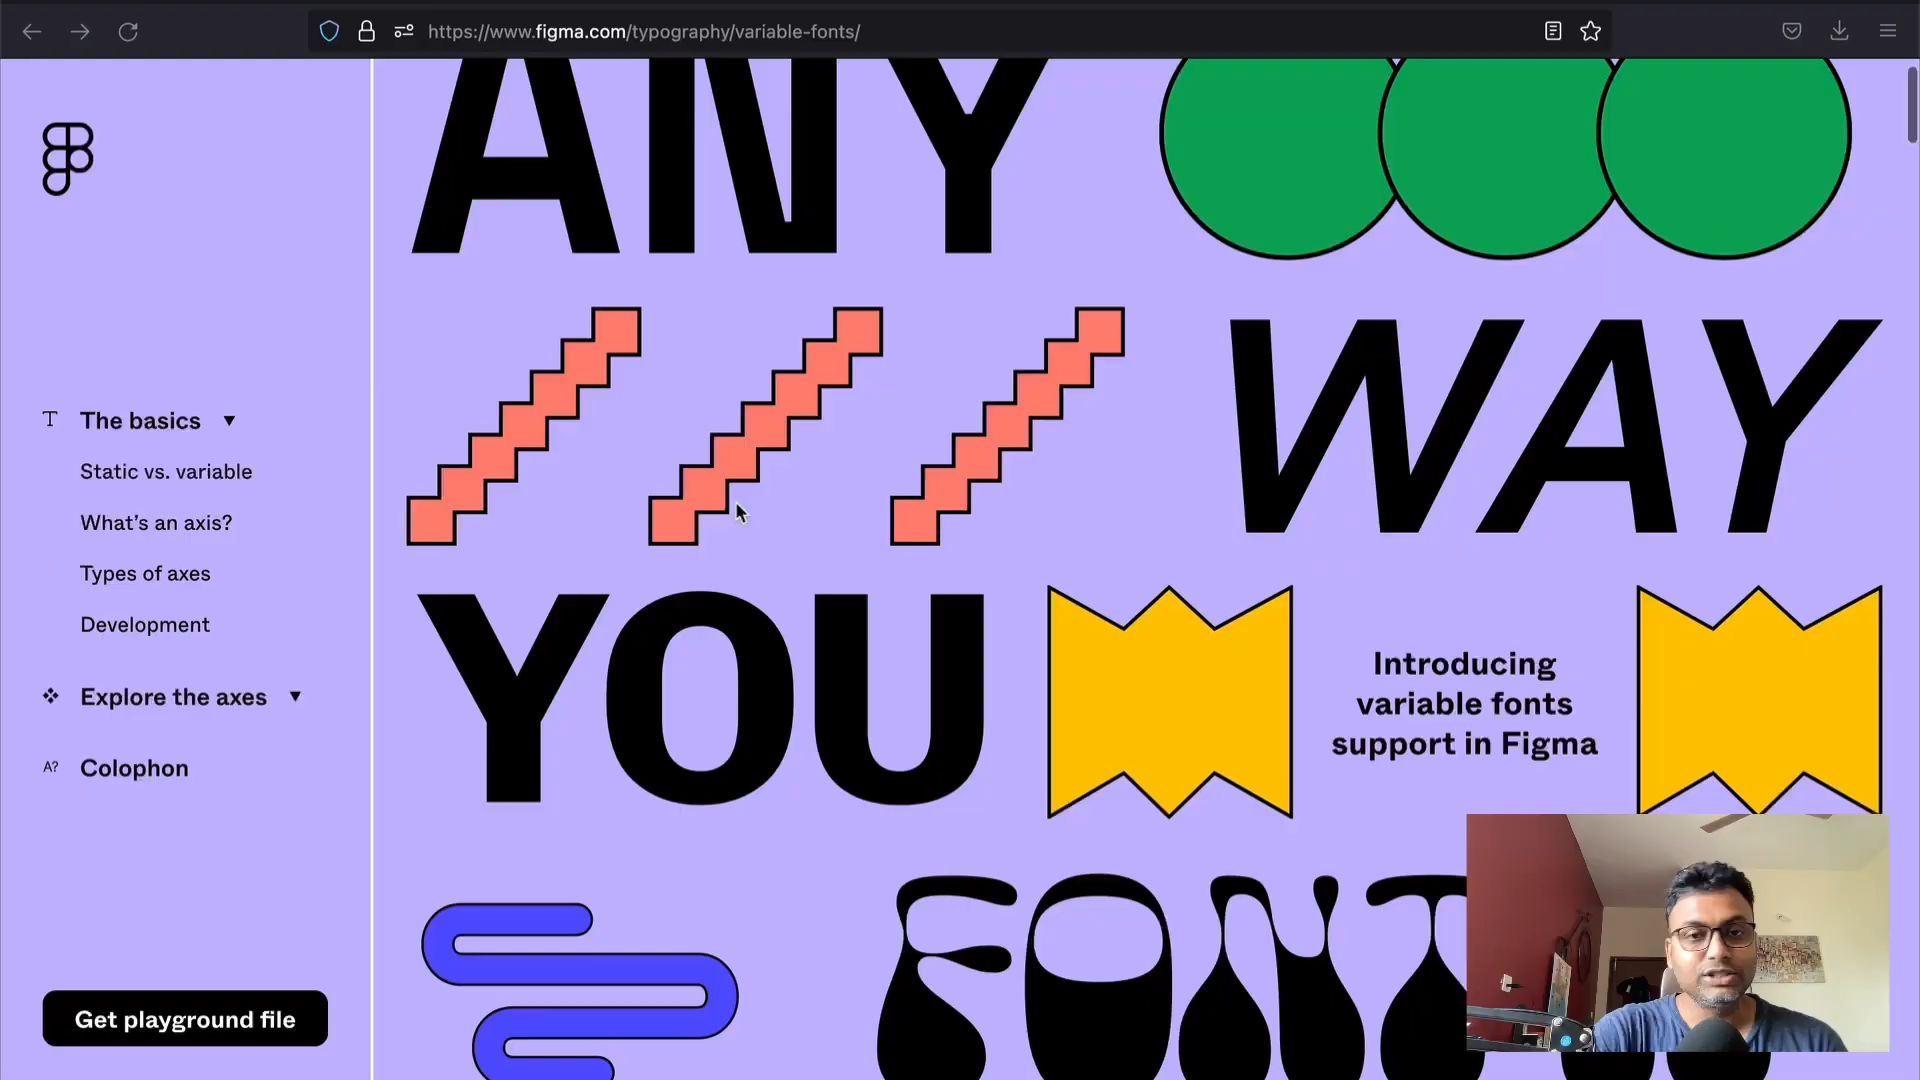 https://www.figma.com/typography/variable-fonts/
ANY
WAY
T The basics ▼
Static vs. variable
What’s an axis?
Types of axes
Development
Explore the axes ▼
A? Colophon
Get playground file
YOU
Introducing
variable fonts
support in Figma